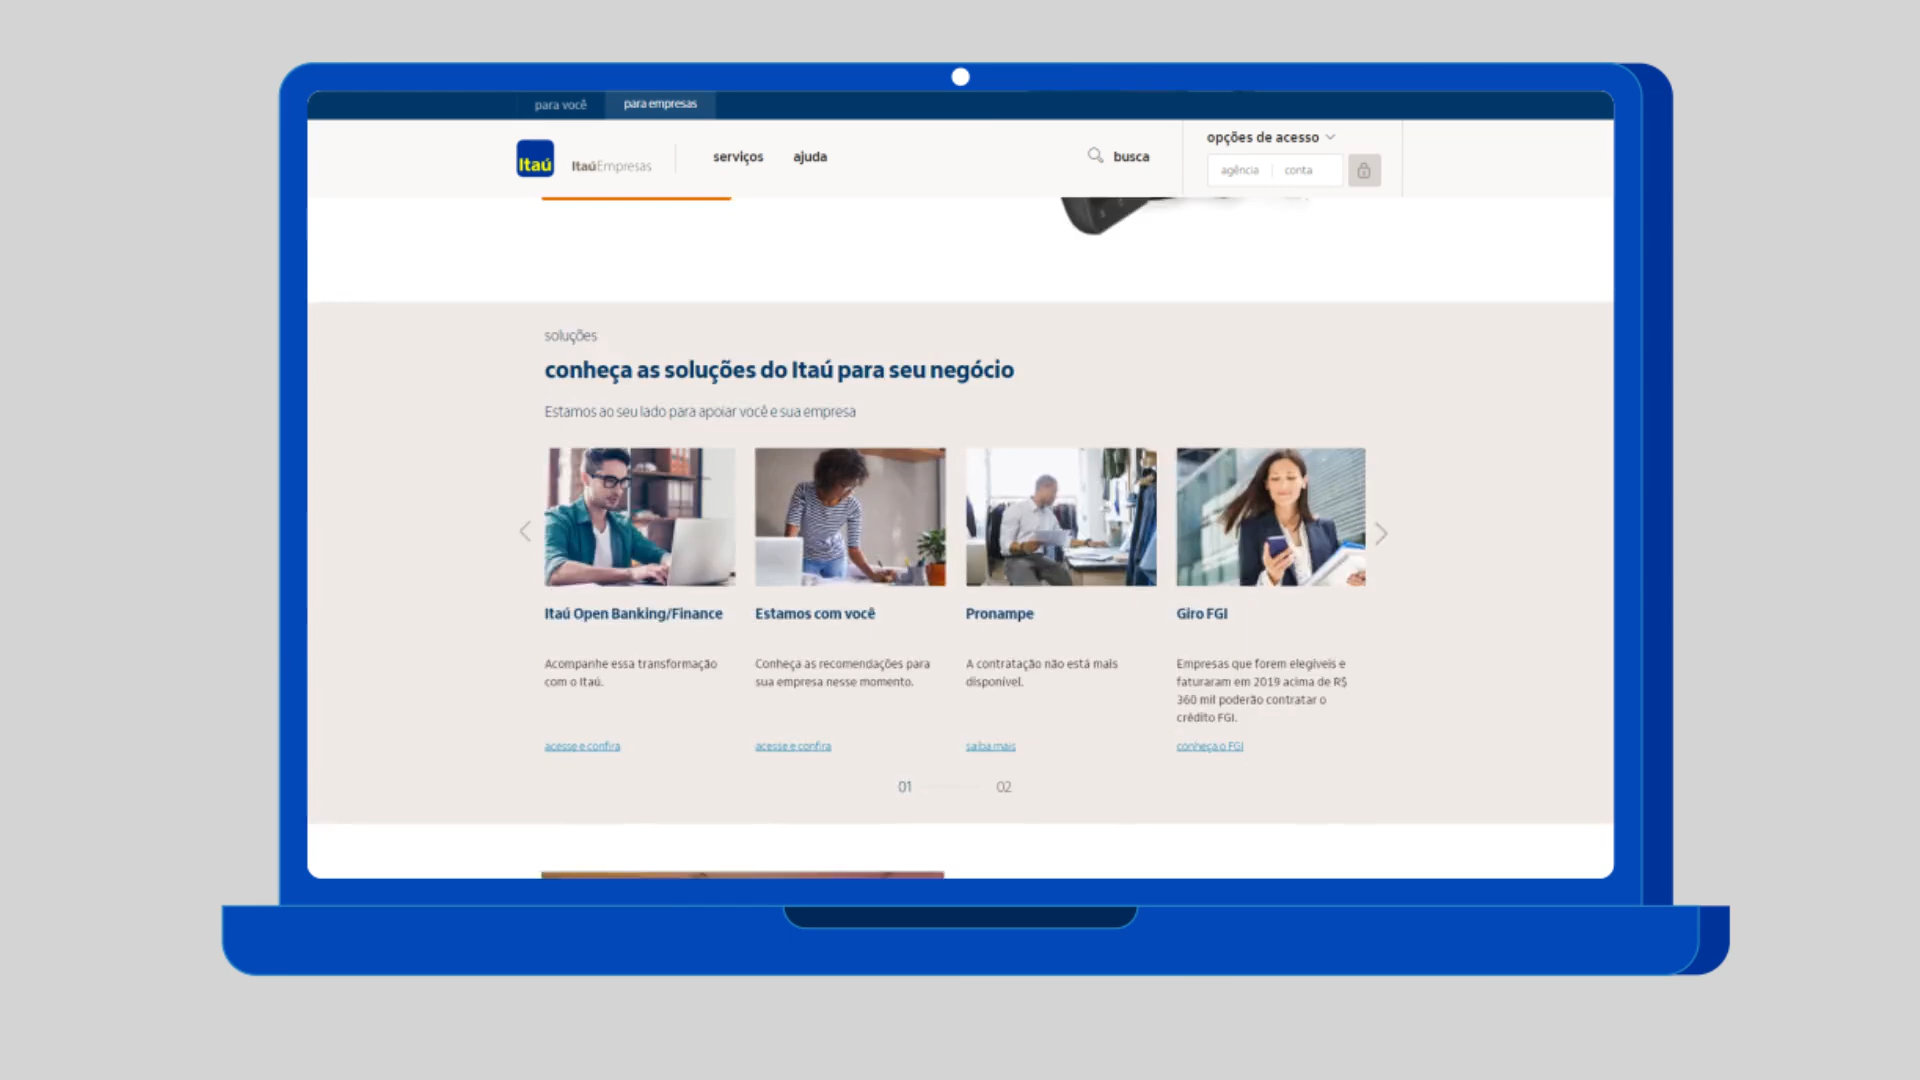 para você
para empresas
Itaú
ItaúEmpresas
serviços
ajuda
busca
opções de acesso
agência
conta
soluções
conheça as soluções do Itaú para seu negócio
Estamos ao seu lado para apoiar você e sua empresa
Itaú Open Banking/Finance
Acompanhe essa transformação
com o Itaú.
acesse e confira
Estamos com você
Conheça as recomendações para
sua empresa nesse momento.
acesse e confira
Pronampe
A contratação não está mais
disponível.
saiba mais
Giro FGI
Empresas que forem elegíveis e
faturaram em 2019 acima de R$
360 mil poderão contratar o
crédito FGI.
conheça o FGI
01
02